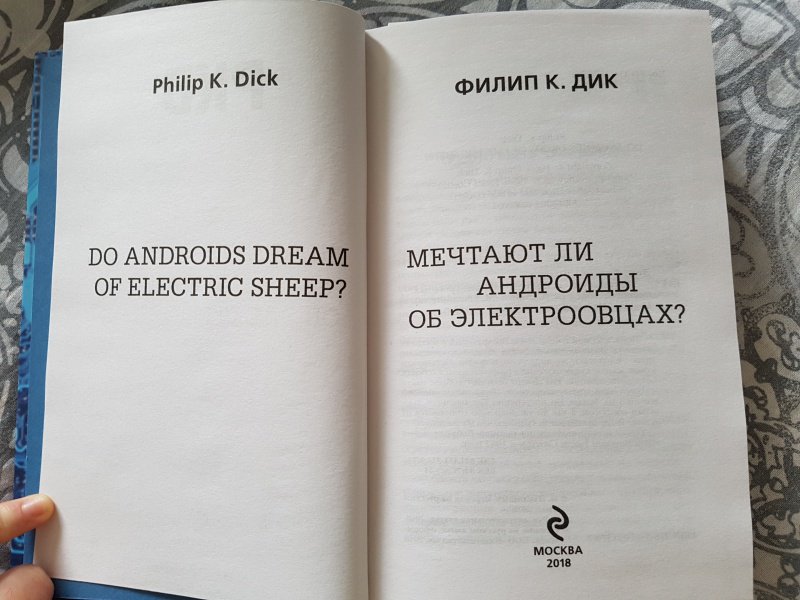 Philip K. Dick
DO ANDROIDS DREAM
OF ELECTRIC SHEEP?
ФИЛИП К. ДИК
МЕЧТАЮТ ЛИ
АНДРОИДЫ
ОБ ЭЛЕКТРООВЦАХ?
МОСКВА
2018